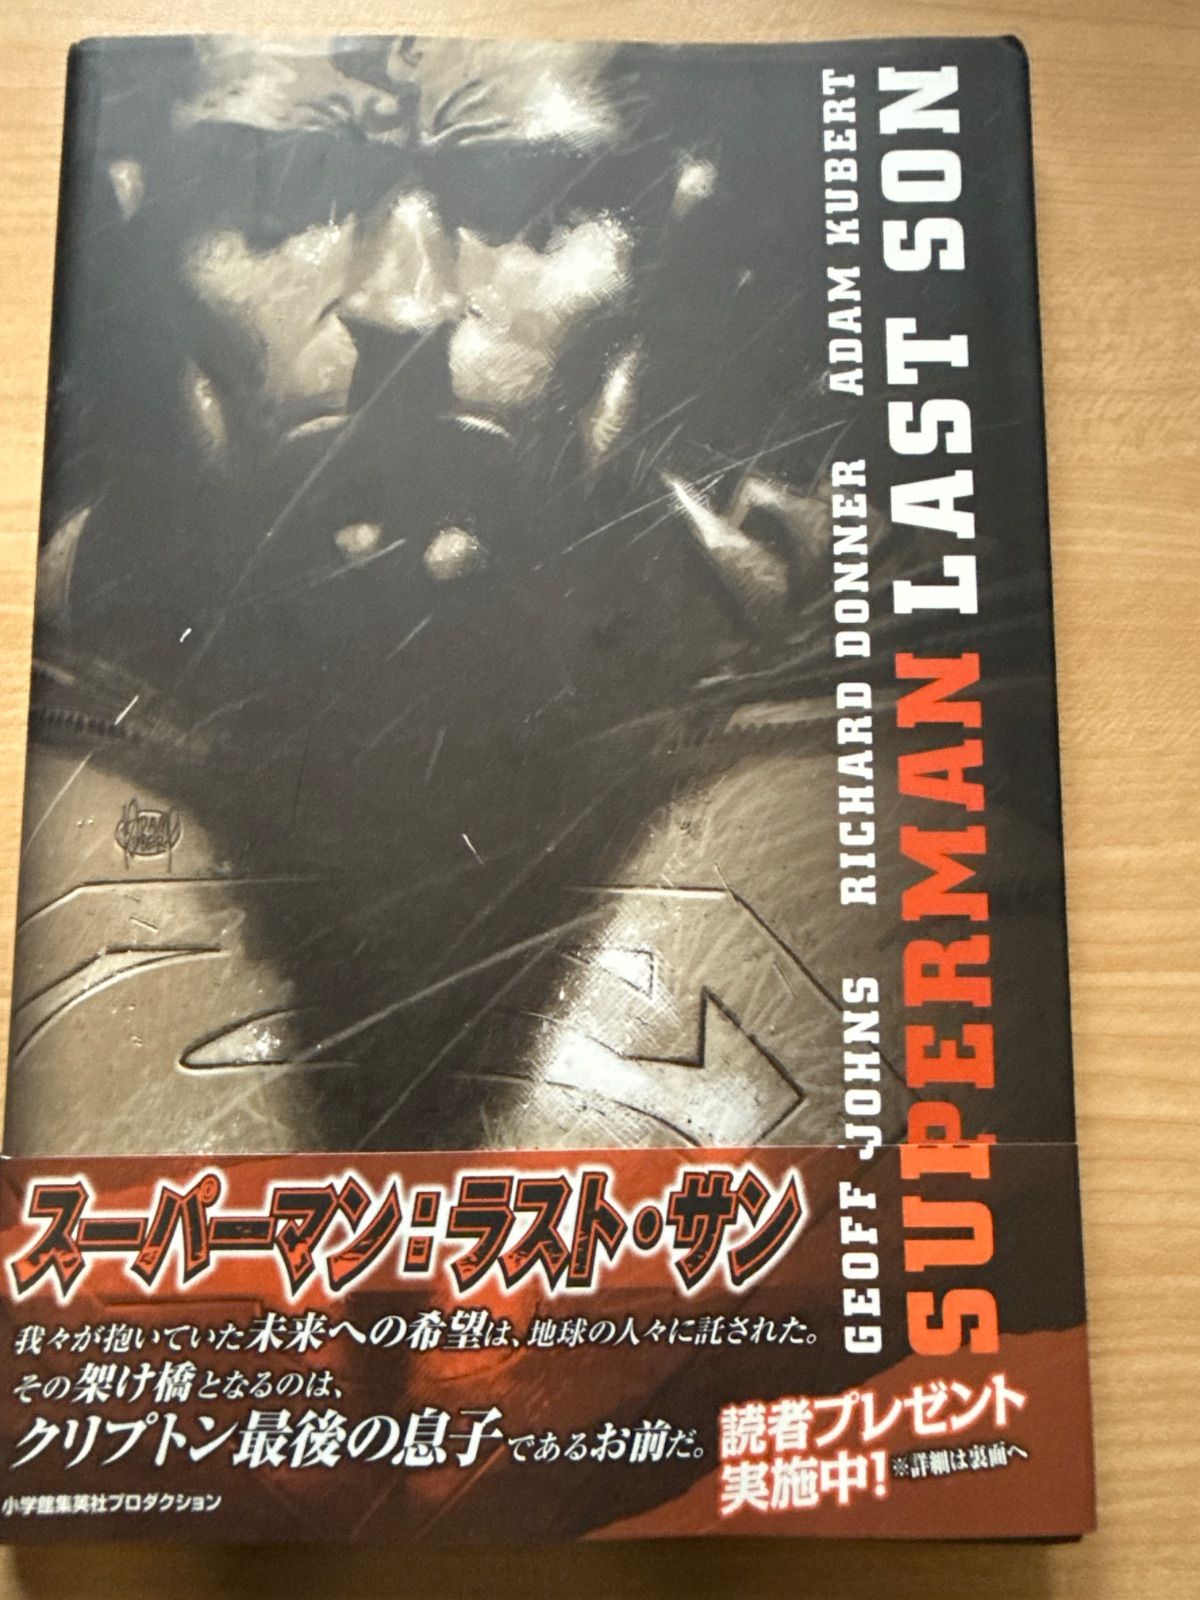 GEOFF JOHNS RICHARD DONNER ADAM KUBERT
SUPERMAN LAST SON
スーパーマン:ラスト・サン
我々が抱いていた未来への希望は、地球の人々に託された。
その架け橋となるのは、
クリプトン最後の息子であるお前だ。
読者プレゼント
実施中!※詳細は裏面へ
小学館集英社プロダクション
ADAM
KUBERT